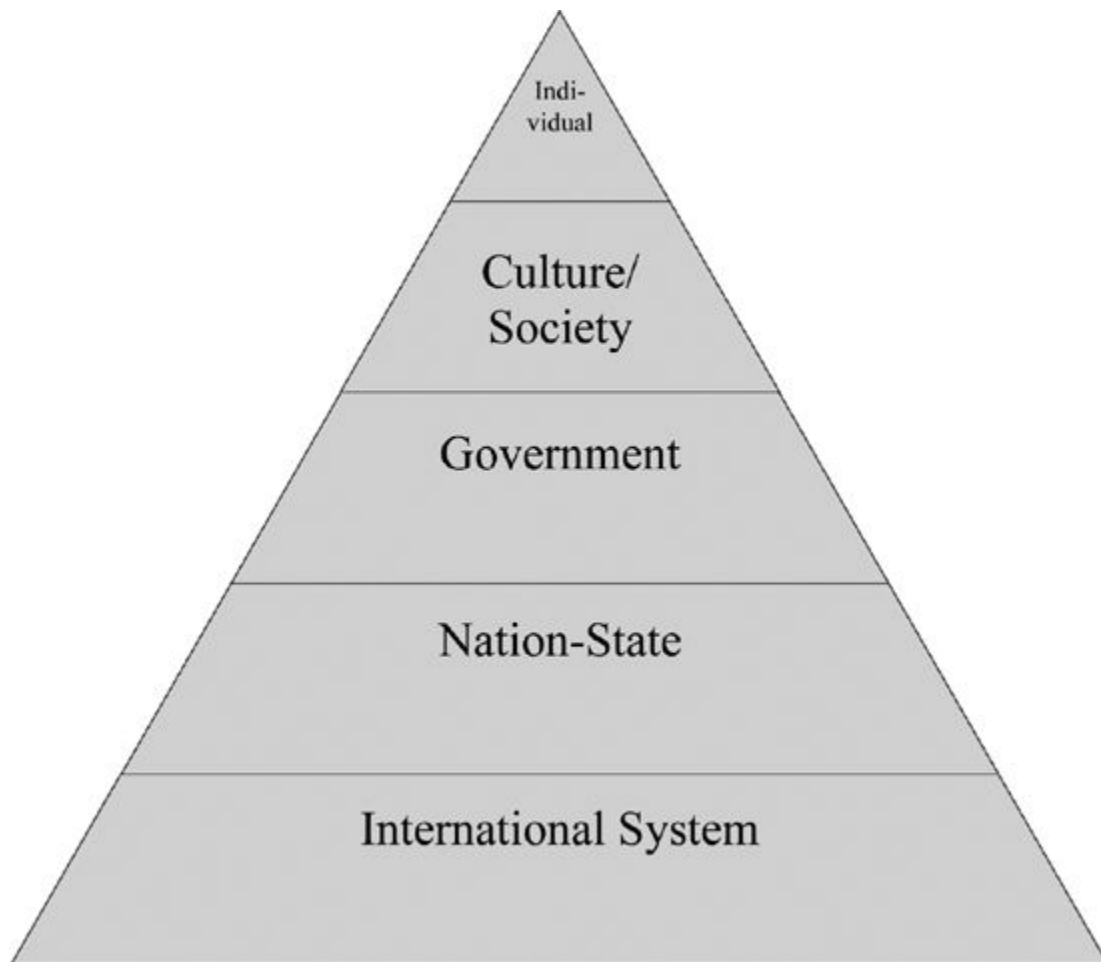 Indi-
vidual
Culture/
Society
Government
Nation-State
International System